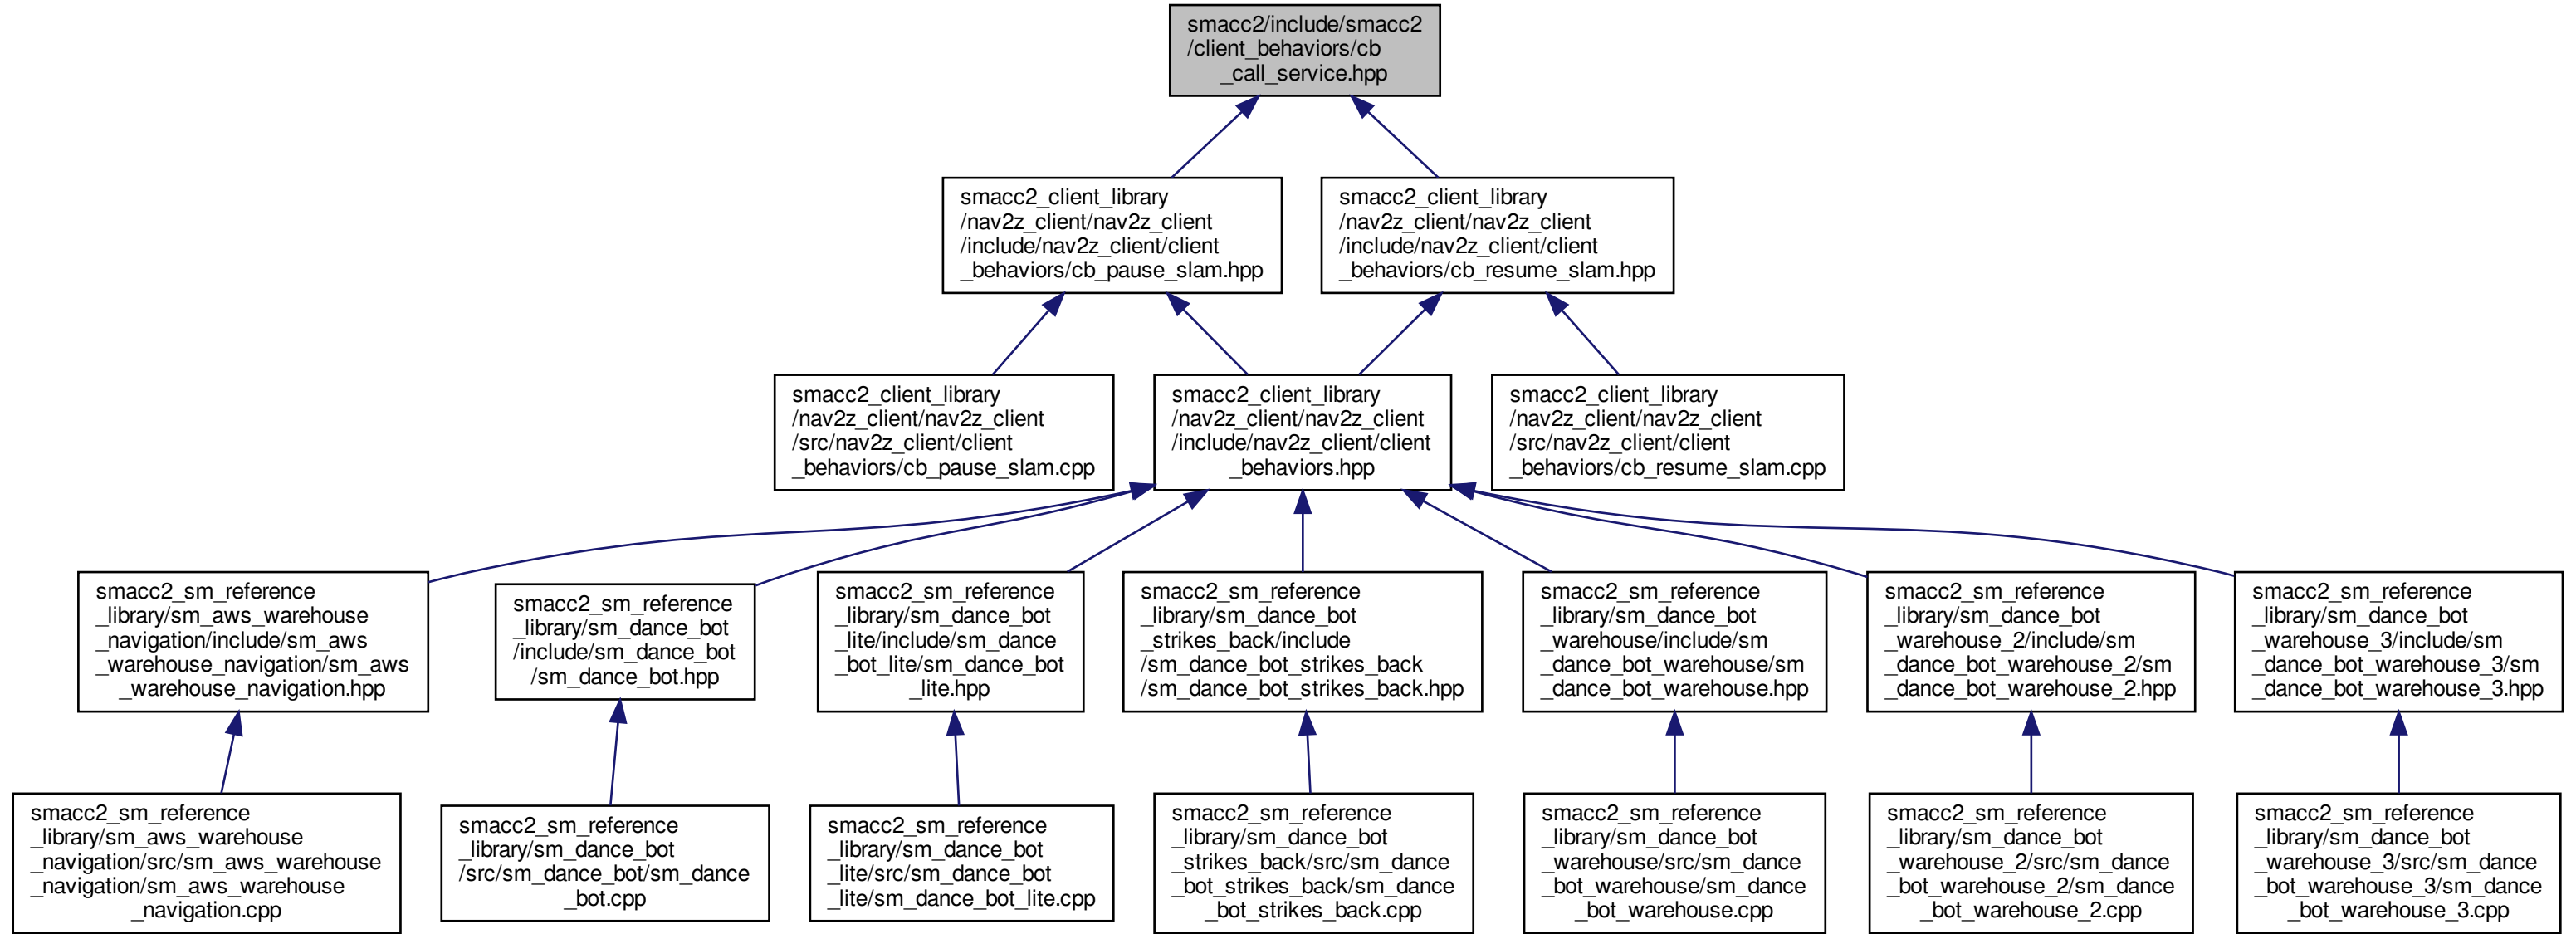 smacc2/include/smacc2
/client_behaviors/cb
_call_service.hpp
smacc2_client_library
/nav2z_client/nav2z_client
/include/nav2z_client/client
_behaviors/cb_pause_slam.hpp
smacc2_client_library
/nav2z_client/nav2z_client
/include/nav2z_client/client
_behaviors/cb_resume_slam.hpp
smacc2_client_library
/nav2z_client/nav2z_client
/src/nav2z_client/client
_behaviors/cb_pause_slam.cpp
smacc2_client_library
/nav2z_client/nav2z_client
/include/nav2z_client/client
_behaviors.hpp
smacc2_client_library
/nav2z_client/nav2z_client
/src/nav2z_client/client
_behaviors/cb_resume_slam.cpp
smacc2_sm_reference
_library/sm_aws_warehouse
_navigation/include/sm_aws
_warehouse_navigation/sm_aws
_warehouse_navigation.hpp
smacc2_sm_reference
_library/sm_dance_bot
/include/sm_dance_bot
/sm_dance_bot.hpp
smacc2_sm_reference
_library/sm_dance_bot
_lite/include/sm_dance
_bot_lite/sm_dance_bot
_lite.hpp
smacc2_sm_reference
_library/sm_dance_bot
_strikes_back/include
/sm_dance_bot_strikes_back
/sm_dance_bot_strikes_back.hpp
smacc2_sm_reference
_library/sm_dance_bot
_warehouse/include/sm
_dance_bot_warehouse/sm
_dance_bot_warehouse.hpp
smacc2_sm_reference
_library/sm_dance_bot
_warehouse_2/include/sm
_dance_bot_warehouse_2/sm
_dance_bot_warehouse_2.hpp
smacc2_sm_reference
_library/sm_dance_bot
_warehouse_3/include/sm
_dance_bot_warehouse_3/sm
_dance_bot_warehouse_3.hpp
smacc2_sm_reference
_library/sm_aws_warehouse
_navigation/src/sm_aws_warehouse
_navigation/sm_aws_warehouse
_navigation.cpp
smacc2_sm_reference
_library/sm_dance_bot
/src/sm_dance_bot/sm_dance
_bot.cpp
smacc2_sm_reference
_library/sm_dance_bot
_lite/src/sm_dance_bot
_lite/sm_dance_bot_lite.cpp
smacc2_sm_reference
_library/sm_dance_bot
_strikes_back/src/sm_dance
_bot_strikes_back/sm_dance
_bot_strikes_back.cpp
smacc2_sm_reference
_library/sm_dance_bot
_warehouse/src/sm_dance
_bot_warehouse/sm_dance
_bot_warehouse.cpp
smacc2_sm_reference
_library/sm_dance_bot
_warehouse_2/src/sm_dance
_bot_warehouse_2/sm_dance
_bot_warehouse_2.cpp
smacc2_sm_reference
_library/sm_dance_bot
_warehouse_3/src/sm_dance
_bot_warehouse_3/sm_dance
_bot_warehouse_3.cpp